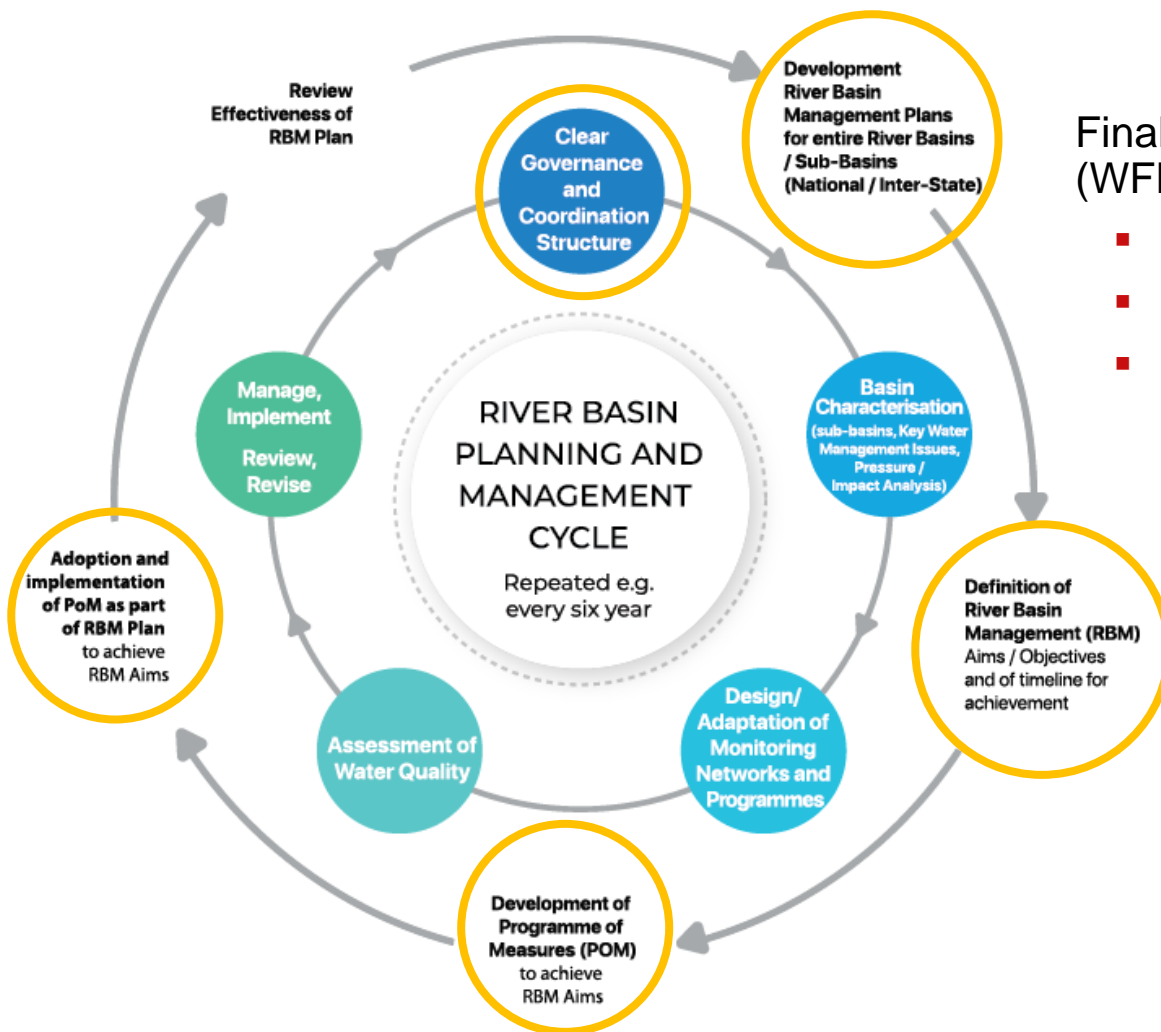 Review
Effectiveness of
RBM Plan
Development
River Basin
Management Plans
for entire River Basins
/ Sub-Basins
(National / Inter-State)
Clear
Governance
and
Coordination
Structure
Manage,
Implement
Review,
Revise
RIVER BASIN
PLANNING AND
MANAGEMENT
CYCLE
Repeated e.g.
every six year
Basin
Characterisation
(sub-basins, Key Water
Management Issues,
Pressure /
Impact Analysis)
Adoption and
implementation
of PoM as part
of RBM Plan
to achieve
RBM Aims
Definition of
River Basin
Management (RBM)
Aims / Objectives
and of timeline for
achievement
Assessment of
Water Quality
Design/
Adaptation of
Monitoring
Networks and
Programmes
Development of
Programme of
Measures (POM)
to achieve
RBM Aims